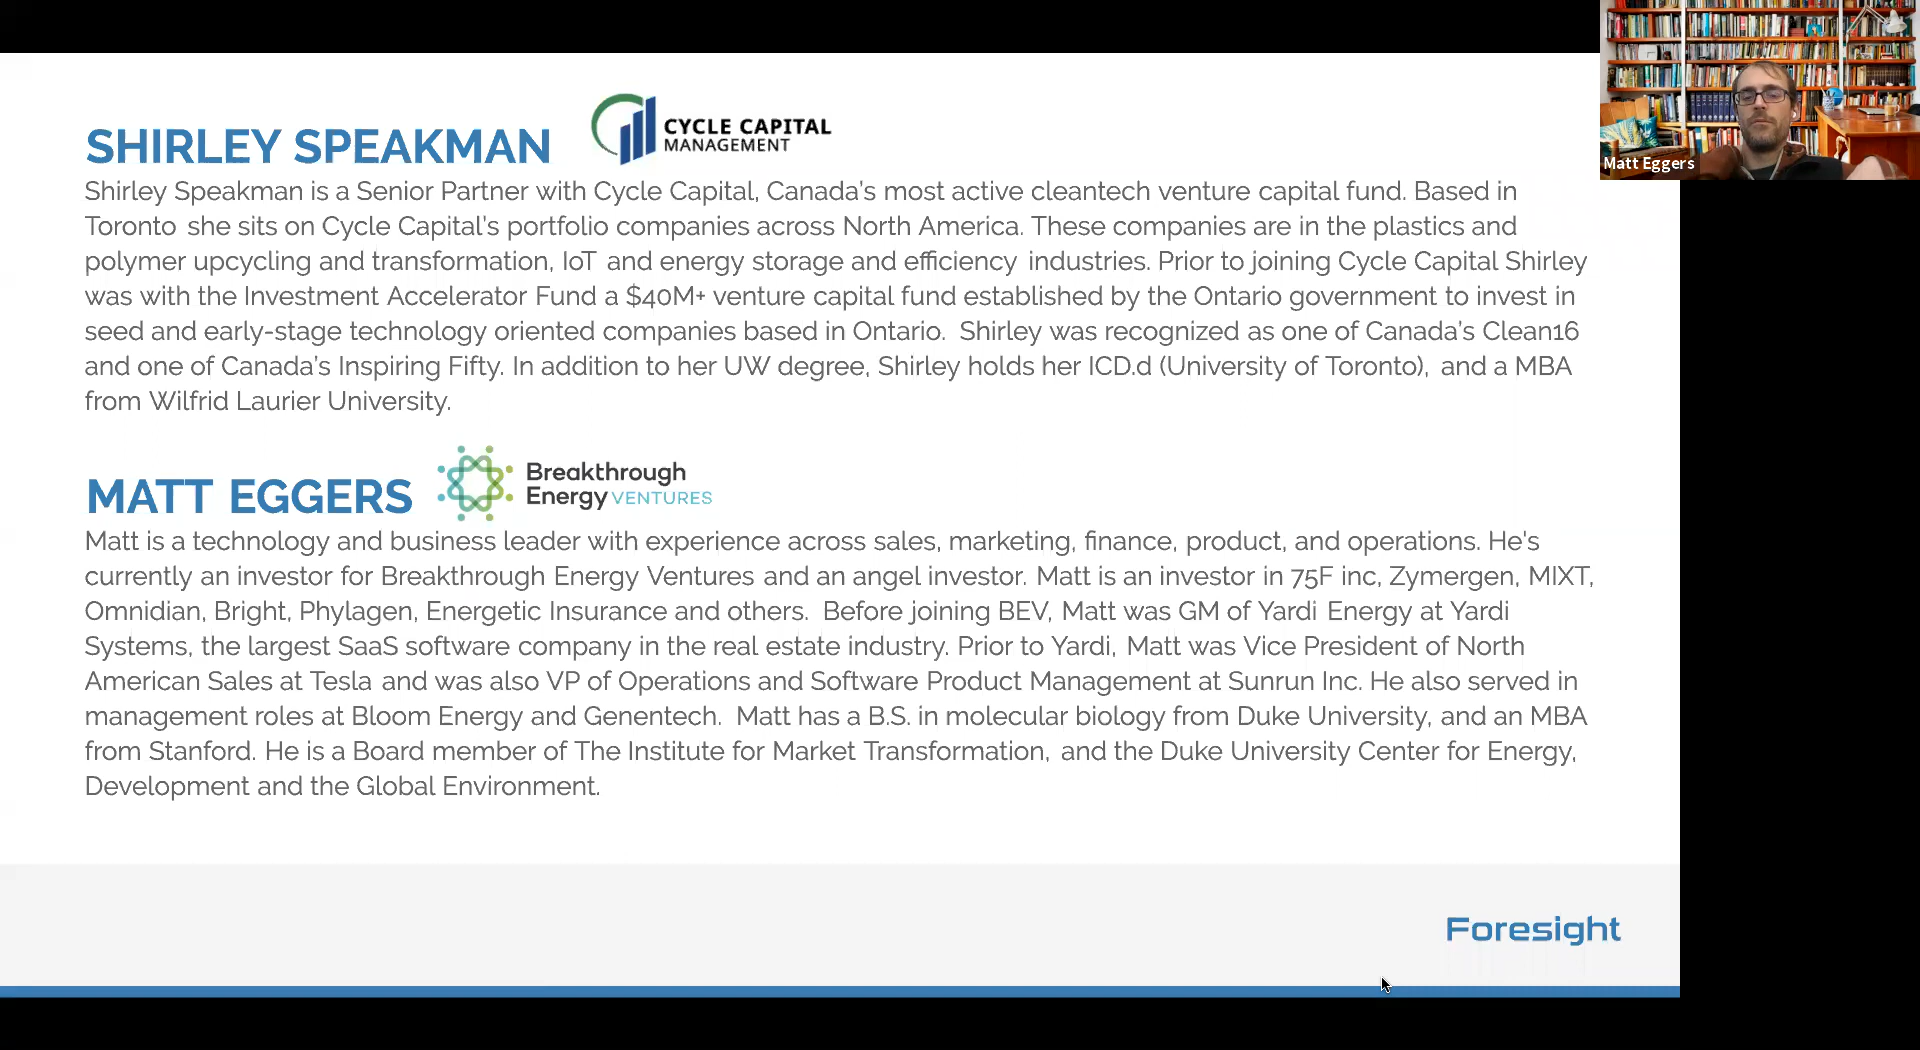 SHIRLEY SPEAKMAN
CYCLE CAPITAL
MANAGEMENT
Shirley Speakman is a Senior Partner with Cycle Capital, Canada's most active cleantech venture capital fund. Based in
Toronto she sits on Cycle Capital's portfolio companies across North America. These companies are in the plastics and
polymer upcycling and transformation, IoT and energy storage and efficiency industries. Prior to joining Cycle Capital Shirley
was with the Investment Accelerator Fund a $40M+ venture capital fund established by the Ontario government to invest in
seed and early-stage technology oriented companies based in Ontario. Shirley was recognized as one of Canada's Clean16
and one of Canada's Inspiring Fifty. In addition to her UW degree, Shirley holds her ICD.d (University of Toronto), and a MBA
from Wilfrid Laurier University.
MATT EGGERS
Breakthrough
Energy VENTURES
Matt is a technology and business leader with experience across sales, marketing, finance, product, and operations. He's
currently an investor for Breakthrough Energy Ventures and an angel investor. Matt is an investor in 75F inc, Zymergen, MIXT,
Omnidian, Bright, Phylagen, Energetic Insurance and others. Before joining BEV, Matt was GM of Yardi Energy at Yardi
Systems, the largest SaaS software company in the real estate industry. Prior to Yardi, Matt was Vice President of North
American Sales at Tesla and was also VP of Operations and Software Product Management at Sunrun Inc. He also served in
management roles at Bloom Energy and Genentech. Matt has a B.S. in molecular biology from Duke University, and an MBA
from Stanford. He is a Board member of The Institute for Market Transformation, and the Duke University Center for Energy,
Development and the Global Environment.
Foresight
Matt Eggers